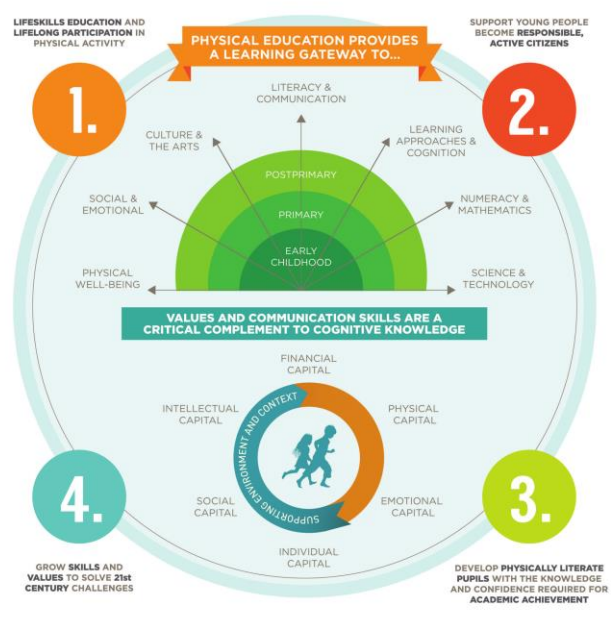 LIFESKILLS EDUCATION AND
LIFELONG PARTICIPATION IN
PHYSICAL ACTIVITY
PHYSICAL EDUCATION PROVIDES
A LEARNING GATEWAY TO...
SUPPORT YOUNG PEOPLE
BECOME RESPONSIBLE,
ACTIVE CITIZENS
1.
2.
LITERACY &
COMMUNICATION
CULTURE &
THE ARTS
LEARNING
APPROACHES &
COGNITION
SOCIAL &
EMOTIONAL
NUMERACY &
MATHEMATICS
PHYSICAL
WELL-BEING
SCIENCE &
TECHNOLOGY
POSTPRIMARY
PRIMARY
EARLY
CHILDHOOD
VALUES AND COMMUNICATION SKILLS ARE A
CRITICAL COMPLEMENT TO COGNITIVE KNOWLEDGE
FINANCIAL
CAPITAL
INTELLECTUAL
CAPITAL
PHYSICAL
CAPITAL
SUPPORTING ENVIRONMENT AND CONTEXT
SOCIAL
CAPITAL
EMOTIONAL
CAPITAL
INDIVIDUAL
CAPITAL
4.
3.
GROW SKILLS AND
VALUES TO SOLVE 21st
CENTURY CHALLENGES
DEVELOP PHYSICALLY LITERATE
PUPILS WITH THE KNOWLEDGE
AND CONFIDENCE REQUIRED FOR
ACADEMIC ACHIEVEMENT